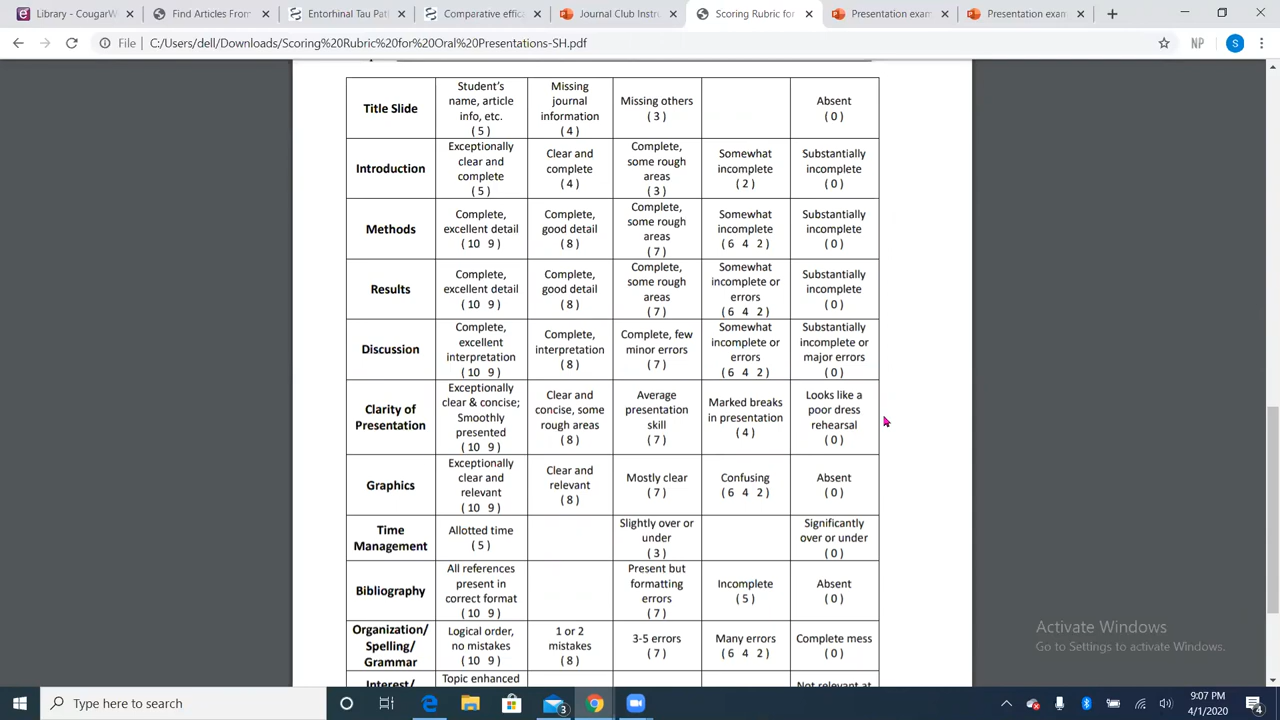 Library - CougarW
Find Articles From
Entorhinal Tau Pat
Comparative effica
Journal Club Instru
Scoring Rubric for
Presentation exam
Presentation exam
File C:/Users/dell/Downloads/Scoring%20Rubric%20for%20Oral%20Presentations-SH.pdf
NP
S
Title Slide
Student's
name, article
info, etc.
( 5 )
Missing
journal
information
( 4 )
Missing others
( 3 )
Absent
( 0 )
Introduction
Exceptionally
clear and
complete
( 5 )
Clear and
complete
( 4 )
Complete,
some rough
areas
( 3 )
Somewhat
incomplete
( 2 )
Substantially
incomplete
( 0 )
Methods
Complete,
excellent detail
( 10 9 )
Complete,
good detail
( 8 )
Complete,
some rough
areas
( 7 )
Somewhat
incomplete
( 6 4 2 )
Substantially
incomplete
( 0 )
Results
Complete,
excellent detail
( 10 9 )
Complete,
good detail
( 8 )
Complete,
some rough
areas
( 7 )
Somewhat
incomplete or
errors
( 6 4 2 )
Substantially
incomplete
( 0 )
Discussion
Complete,
excellent
interpretation
( 10 9 )
Complete,
interpretation
( 8 )
Complete, few
minor errors
( 7 )
Somewhat
incomplete or
errors
( 6 4 2 )
Substantially
incomplete or
major errors
( 0 )
Clarity of
Presentation
Exceptionally
clear & concise;
Smoothly
presented
( 10 9 )
Clear and
concise, some
rough areas
( 8 )
Average
presentation
skill
( 7 )
Marked breaks
in presentation
( 4 )
Looks like a
poor dress
rehearsal
( 0 )
Graphics
Exceptionally
clear and
relevant
( 10 9 )
Clear and
relevant
( 8 )
Mostly clear
( 7 )
Confusing
( 6 4 2 )
Absent
( 0 )
Time
Management
Allotted time
( 5 )
Slightly over or
under
( 3 )
Significantly
over or under
( 0 )
Bibliography
All references
present in
correct format
( 10 9 )
Present but
formatting
errors
( 7 )
Incomplete
( 5 )
Absent
( 0 )
Organization/
Spelling/
Grammar
Logical order,
no mistakes
( 10 9 )
1 or 2
mistakes
( 8 )
3-5 errors
( 7 )
Many errors
( 6 4 2 )
Complete mess
( 0 )
Interest/
Topic enhanced
Not relevant at
Activate Windows
Go to Settings to activate Windows.
Type here to search
3
9:07 PM
4/1/2020
4